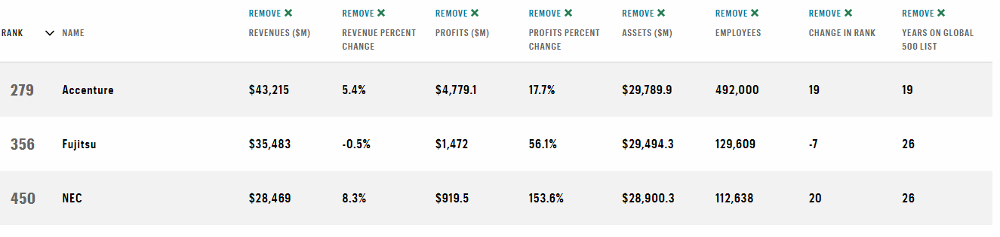 REMOVE ✕ REMOVE ✕ REMOVE ✕ REMOVE ✕ REMOVE ✕ REMOVE ✕ REMOVE ✕ REMOVE ✕
RANK NAME REVENUES ($M) REVENUE PERCENT PROFITS ($M) PROFITS PERCENT ASSETS ($M) EMPLOYEES CHANGE IN RANK YEARS ON GLOBAL
CHANGE CHANGE 500 LIST
279 Accenture $43,215 5.4% $4,779.1 17.7% $29,789.9 492,000 19 19
356 Fujitsu $35,483 -0.5% $1,472 56.1% $29,494.3 129,609 -7 26
450 NEC $28,469 8.3% $919.5 153.6% $28,900.3 112,638 20 26